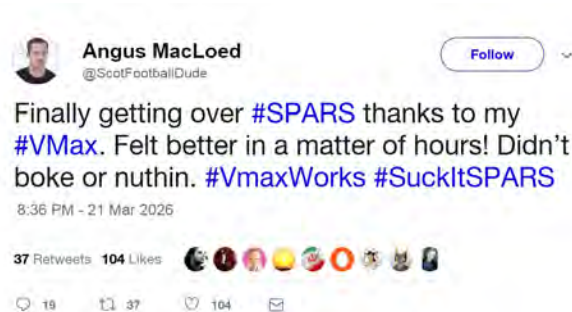 Angus MacLoed
Follow
@ScotFootballDude
Finally getting over #SPARS thanks to my
#VMax. Felt better in a matter of hours! Didn't
boke or nuthin. #VmaxWorks #SuckItSPARS
8:36 PM - 21 Mar 2026
37 Retweets 104 Likes
19 37 104